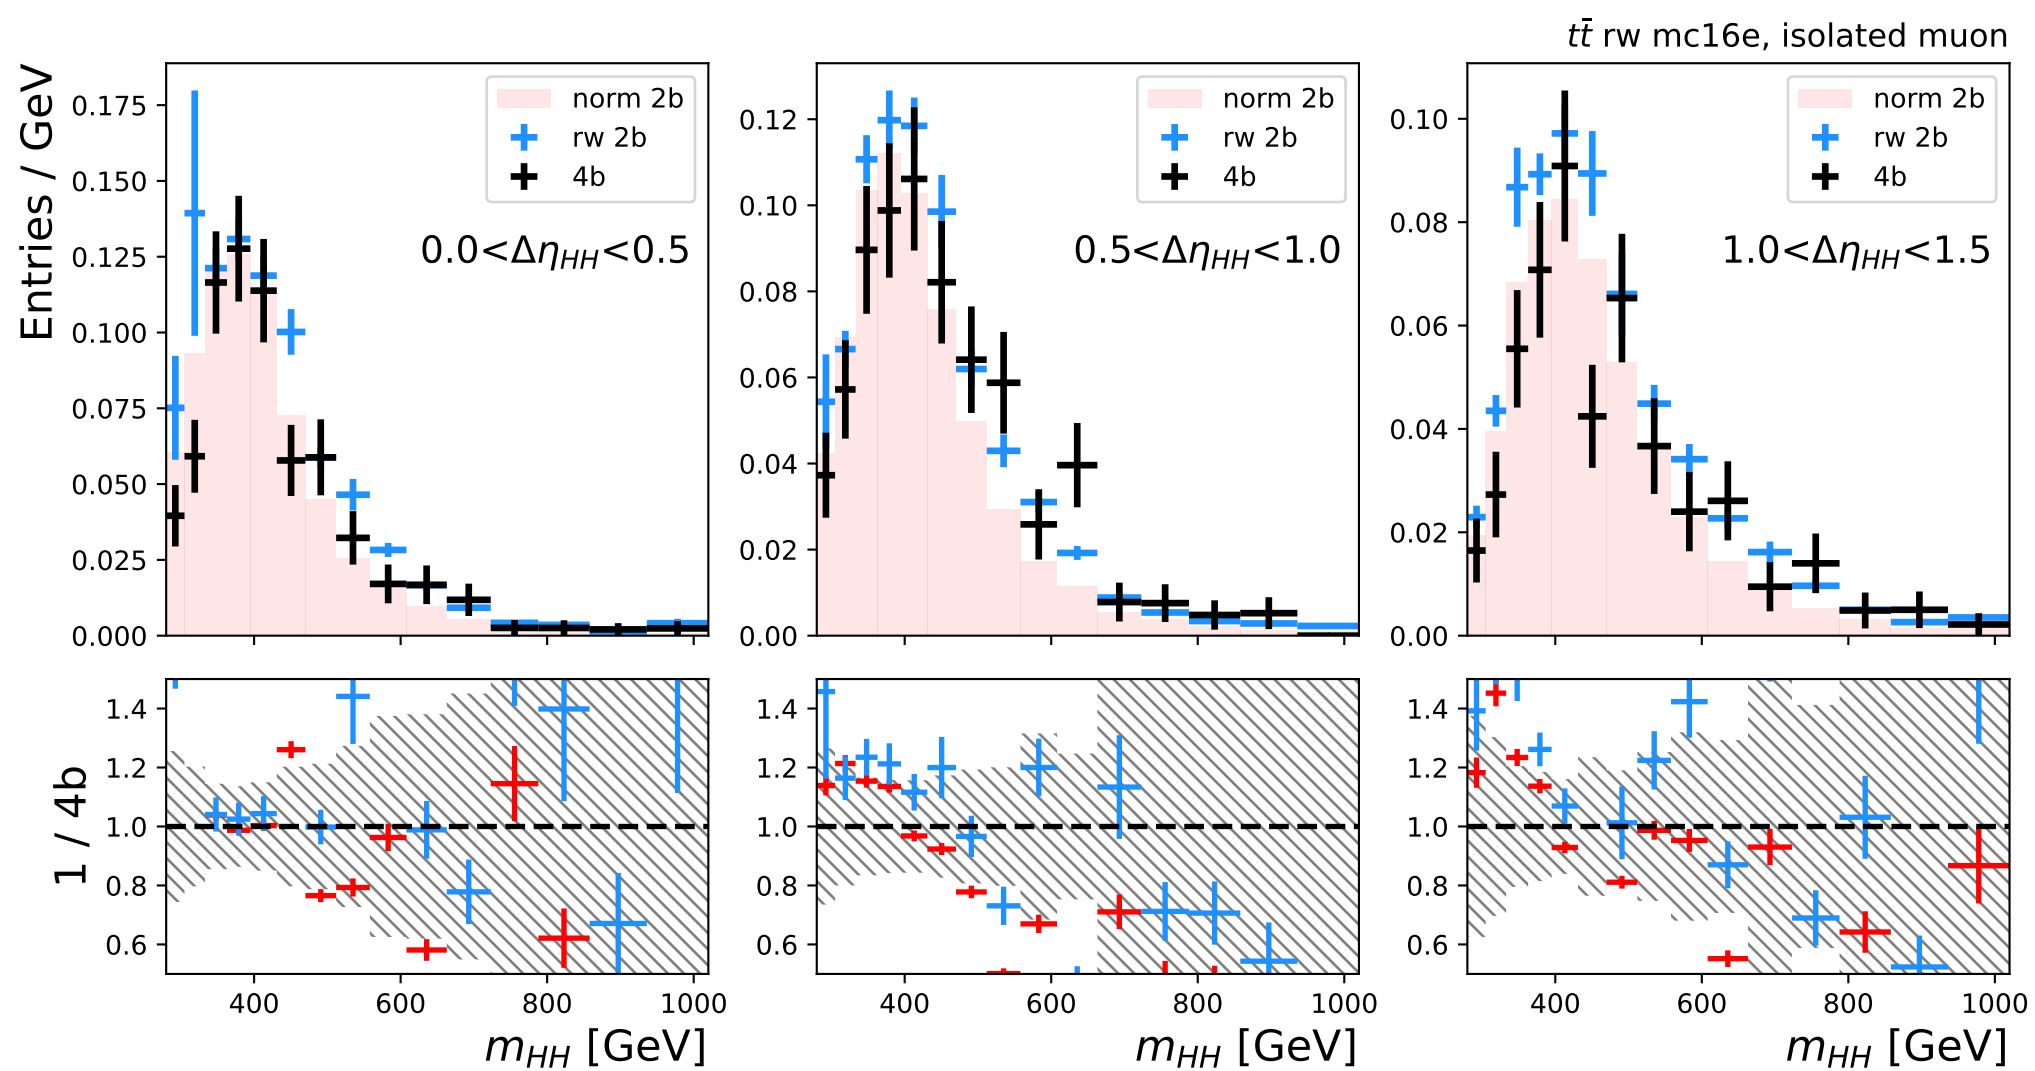 tt̄ rw mc16e, isolated muon
Entries / GeV
0.175
0.150
0.125
0.100
0.075
0.050
0.025
0.000
norm 2b
rw 2b
4b
0.0<Δη_HH<0.5
0.12
0.10
0.08
0.06
0.04
0.02
0.00
norm 2b
rw 2b
4b
0.5<Δη_HH<1.0
0.10
0.08
0.06
0.04
0.02
0.00
norm 2b
rw 2b
4b
1.0<Δη_HH<1.5
1 / 4b
1.4
1.2
1.0
0.8
0.6
400 600 800 1000
m_HH [GeV]
1.4
1.2
1.0
0.8
0.6
400 600 800 1000
m_HH [GeV]
1.4
1.2
1.0
0.8
0.6
400 600 800 1000
m_HH [GeV]